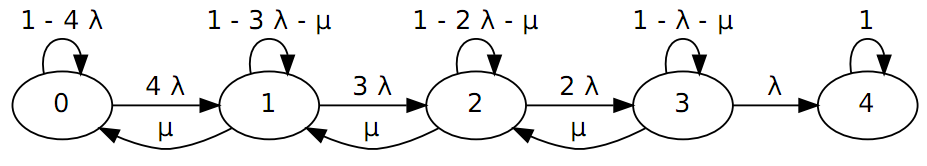 1 - 4 λ 1 - 3 λ - μ 1 - 2 λ - μ 1 - λ - μ 1
4 λ 3 λ 2 λ λ
0 1 2 3 4
μ μ μ